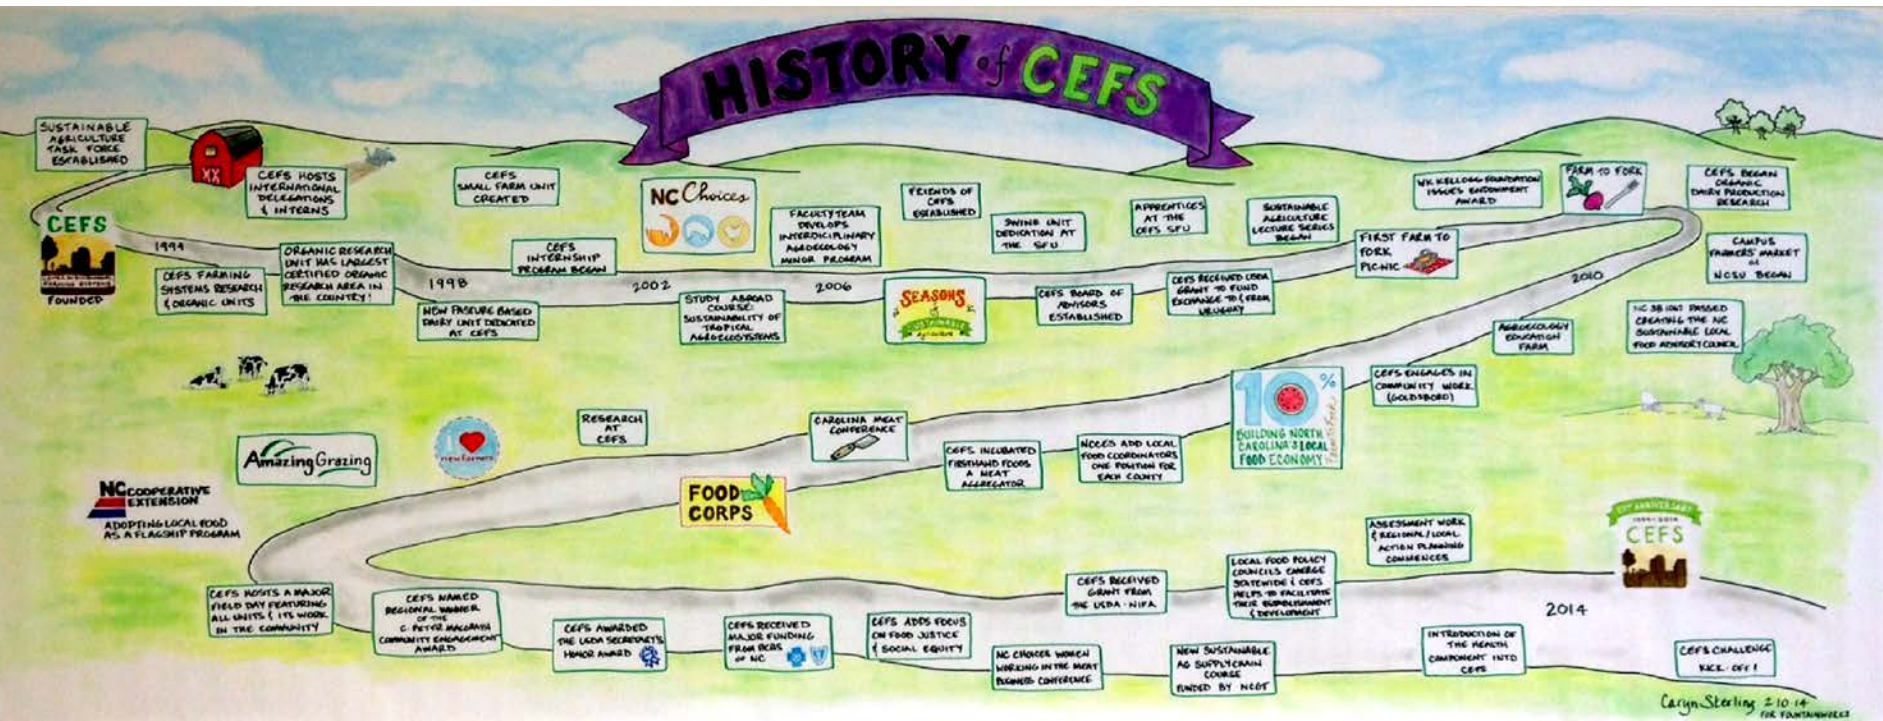 HISTORY of CEFS
SUSTAINABLE
AGRICULTURE
TASK FORCE
ESTABLISHED
CEFS
FOUNDED
1994
CEFS HOSTS
INTERNATIONAL
DELEGATIONS
& INTERNS
CEFS FARMING
SYSTEMS RESEARCH
& ORGANIC UNITS
ORGANIC RESEARCH
UNIT HAS LARGEST
CERTIFIED ORGANIC
RESEARCH AREA IN
THE COUNTRY!
1998
NEW PASTURE BASED
DAIRY UNIT DEDICATED
AT CEFS
CEFS
SMALL FARM UNIT
CREATED
CEFS
INTERNSHIP
PROGRAM BEGAN
NC Choices
2002
STUDY ABROAD
COURSE:
SUSTAINABILITY OF
TROPICAL
AGROECOSYSTEMS
FACULTY TEAM
DEVELOPS
INTERDICIPLINARY
AGROECOLOGY
MINOR PROGRAM
2006
FRIENDS OF
CEFS
ESTABLISHED
SEASONS
of
SUSTAINABLE
Agriculture
SWINE UNIT
DEDICATION AT
THE SFU
CEFS BOARD OF
ADVISORS
ESTABLISHED
APPRENTICES
AT THE
CEFS SFU
CEFS RECEIVED USDA
GRANT TO FUND
EXCHANGE TO & FROM
URUGUAY
SUSTAINABLE
AGRICULTURE
LECTURE SERIES
BEGAN
FIRST FARM TO
FORK
PICNIC
WK KELLOGG FOUNDATION
ISSUES ENDOWMENT
AWARD
FARM TO FORK
CEFS BEGAN
ORGANIC
DAIRY PRODUCTION
RESEARCH
CAMPUS
FARMERS' MARKET
at
NCSU BEGAN
2010
NC SB 1067 PASSED
CREATING THE NC
SUSTAINABLE LOCAL
FOOD ADVISORY COUNCIL
AGROECOLOGY
EDUCATION
FARM
CEFS ENGAGES IN
COMMUNITY WORK
(GOLDSBORO)
10%
BUILDING NORTH
CAROLINA'S LOCAL
FOOD ECONOMY
NCCES ADD LOCAL
FOOD COORDINATORS
ONE POSITION FOR
EACH COUNTY
CEFS INCUBATED
FIRSTHAND FOODS
A MEAT
AGGREGATOR
CAROLINA MEAT
CONFERENCE
FOOD
CORPS
RESEARCH
AT
CEFS
I
new farmers
Amazing Grazing
NC COOPERATIVE
EXTENSION
ADOPTING LOCAL FOOD
AS A FLAGSHIP PROGRAM
CEFS HOSTS A MAJOR
FIELD DAY FEATURING
ALL UNITS & ITS WORK
IN THE COMMUNITY
CEFS NAMED
REGIONAL WINNER
OF THE
C. PETER MAGRATH
COMMUNITY ENGAGEMENT
AWARD
CEFS AWARDED
THE USDA SECRETARY'S
HONOR AWARD
CEFS RECEIVED
MAJOR FUNDING
FROM BCBS
OF NC
CEFS ADDS FOCUS
ON FOOD JUSTICE
& SOCIAL EQUITY
NC CHOICES WOMEN
WORKING IN THE MEAT
BUSINESS CONFERENCE
CEFS RECEIVED
GRANT FROM
THE USDA-NIFA
NEW SUSTAINABLE
AG SUPPLYCHAIN
COURSE
FUNDED BY NCGT
LOCAL FOOD POLICY
COUNCILS EMERGE
STATEWIDE & CEFS
HELPS TO FACILITATE
THEIR ESTABLISHMENT
& DEVELOPMENT
ASSESSMENT WORK
& REGIONAL/LOCAL
ACTION PLANNING
COMMENCES
INTRODUCTION OF
THE HEALTH
COMPONENT INTO
CEFS
2014
ANNIVERSARY
1994-2014
CEFS
CEFS CHALLENGE
KICK-OFF!
Caryn Sterling 2 10 14
FOR FOUNTAINWORKS